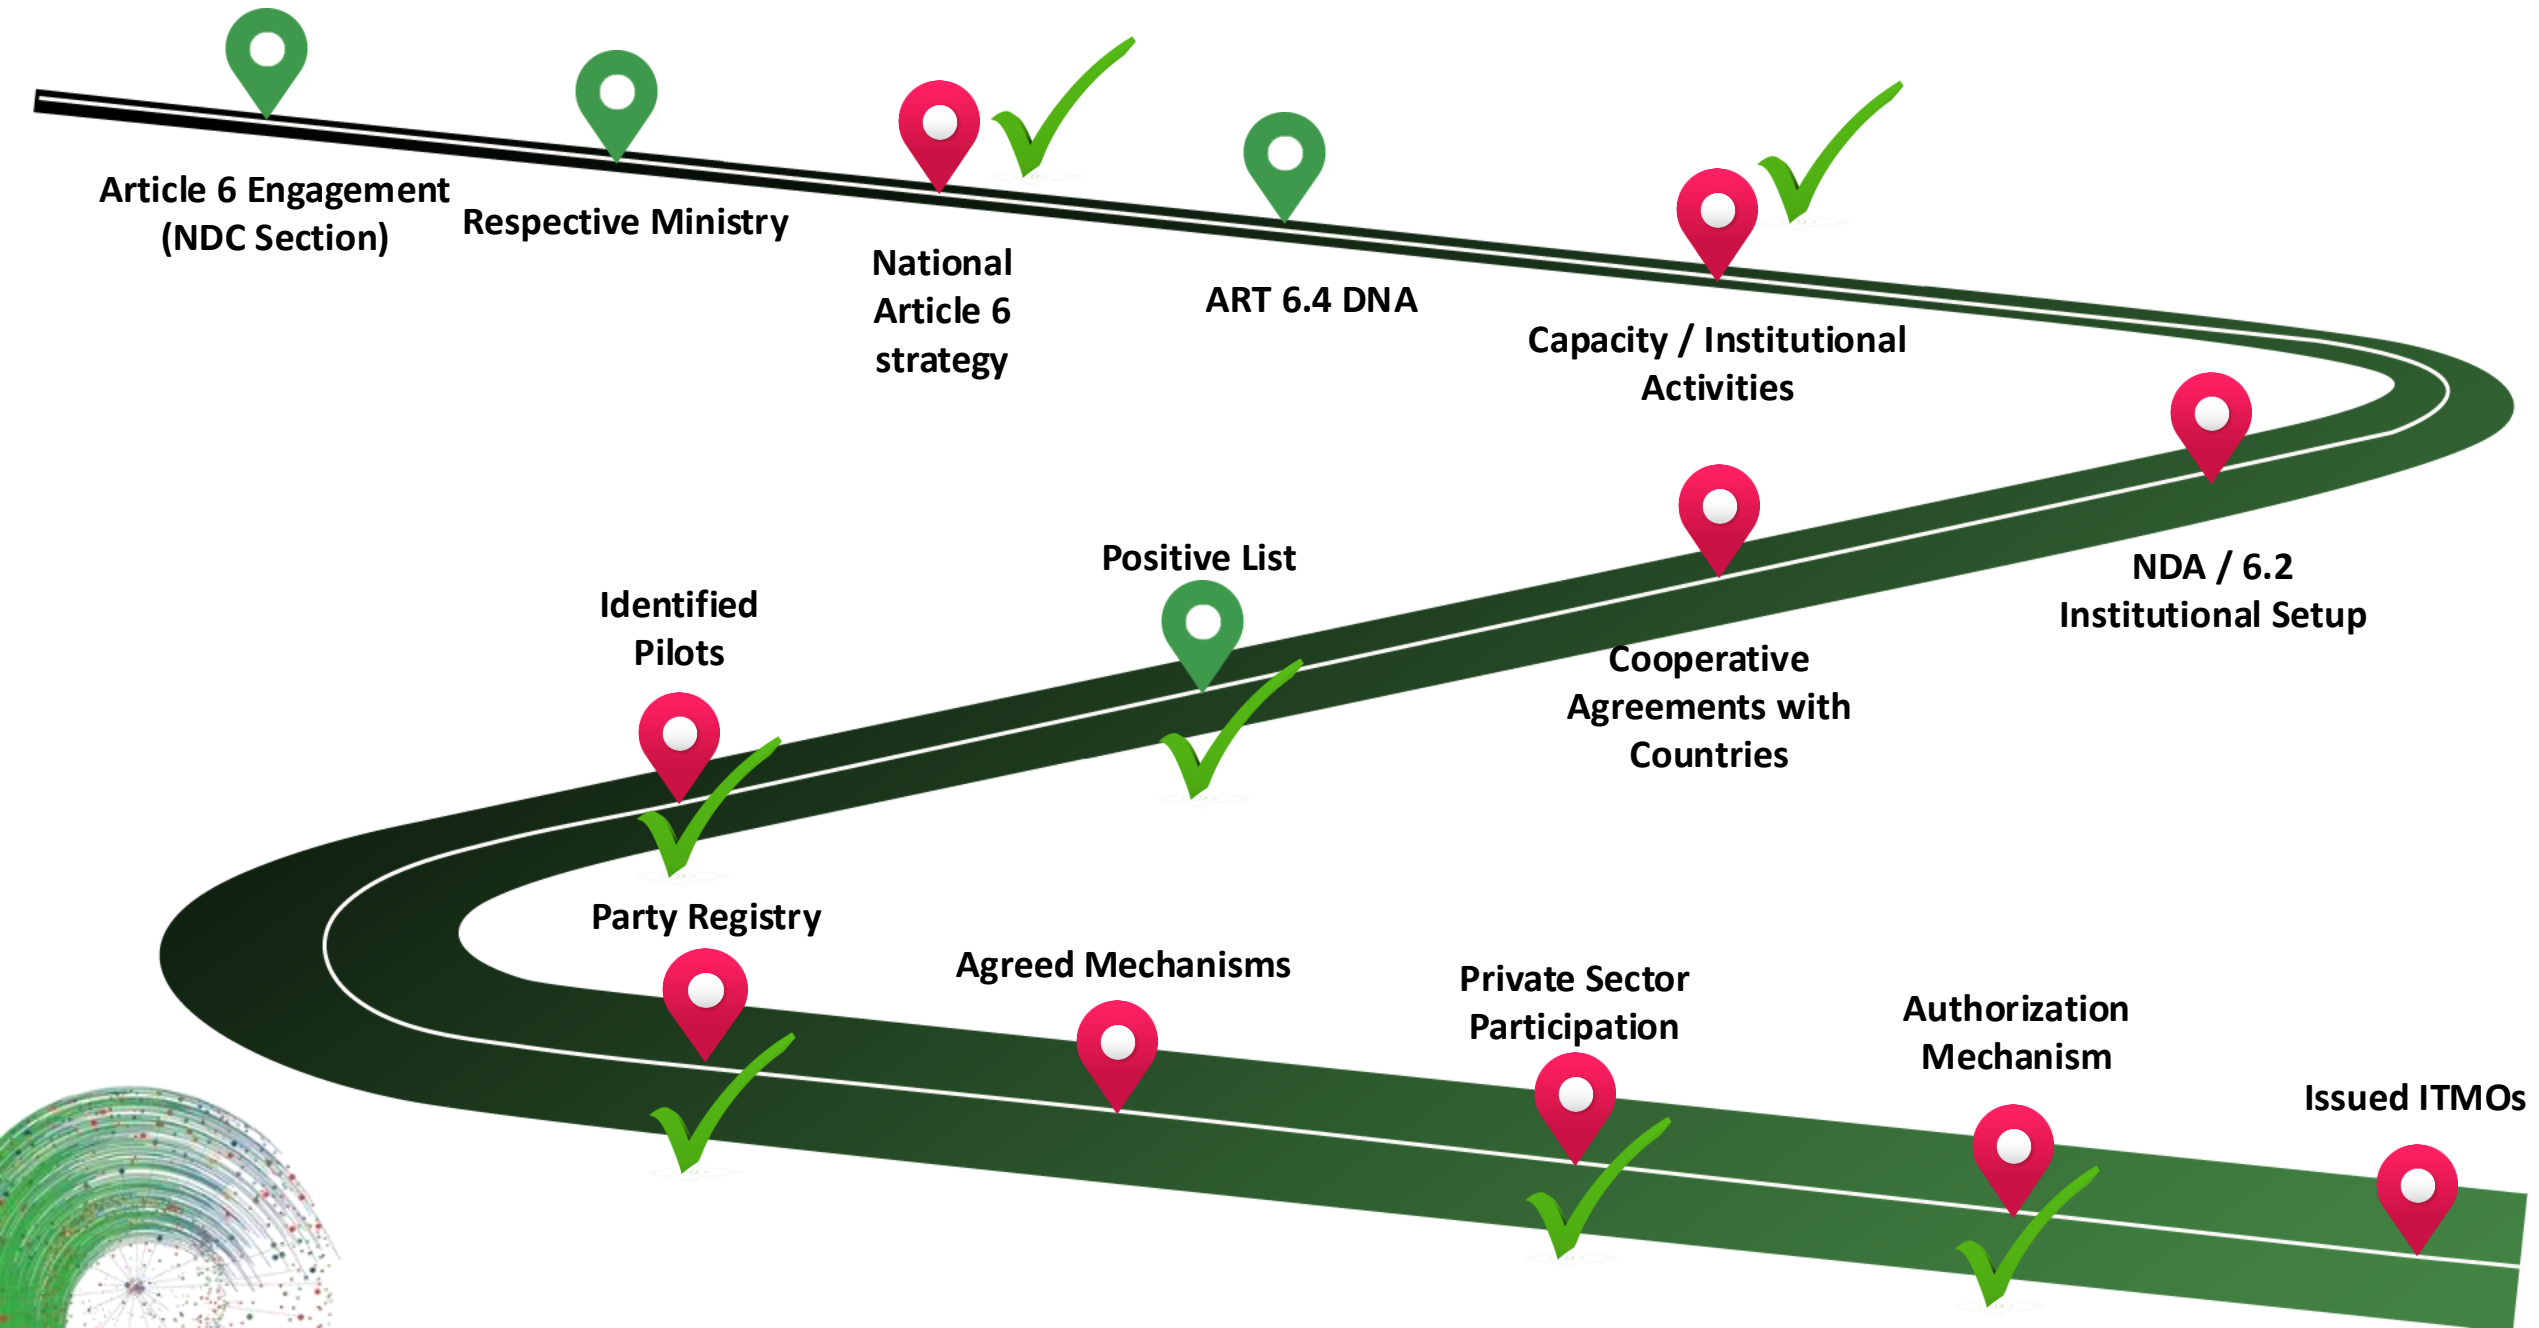 Article 6 Engagement
(NDC Section)
Respective Ministry
National
Article 6
strategy
ART 6.4 DNA
Capacity / Institutional
Activities
NDA / 6.2
Institutional Setup
Cooperative
Agreements with
Countries
Positive List
Identified
Pilots
Party Registry
Agreed Mechanisms
Private Sector
Participation
Authorization
Mechanism
Issued ITMOs